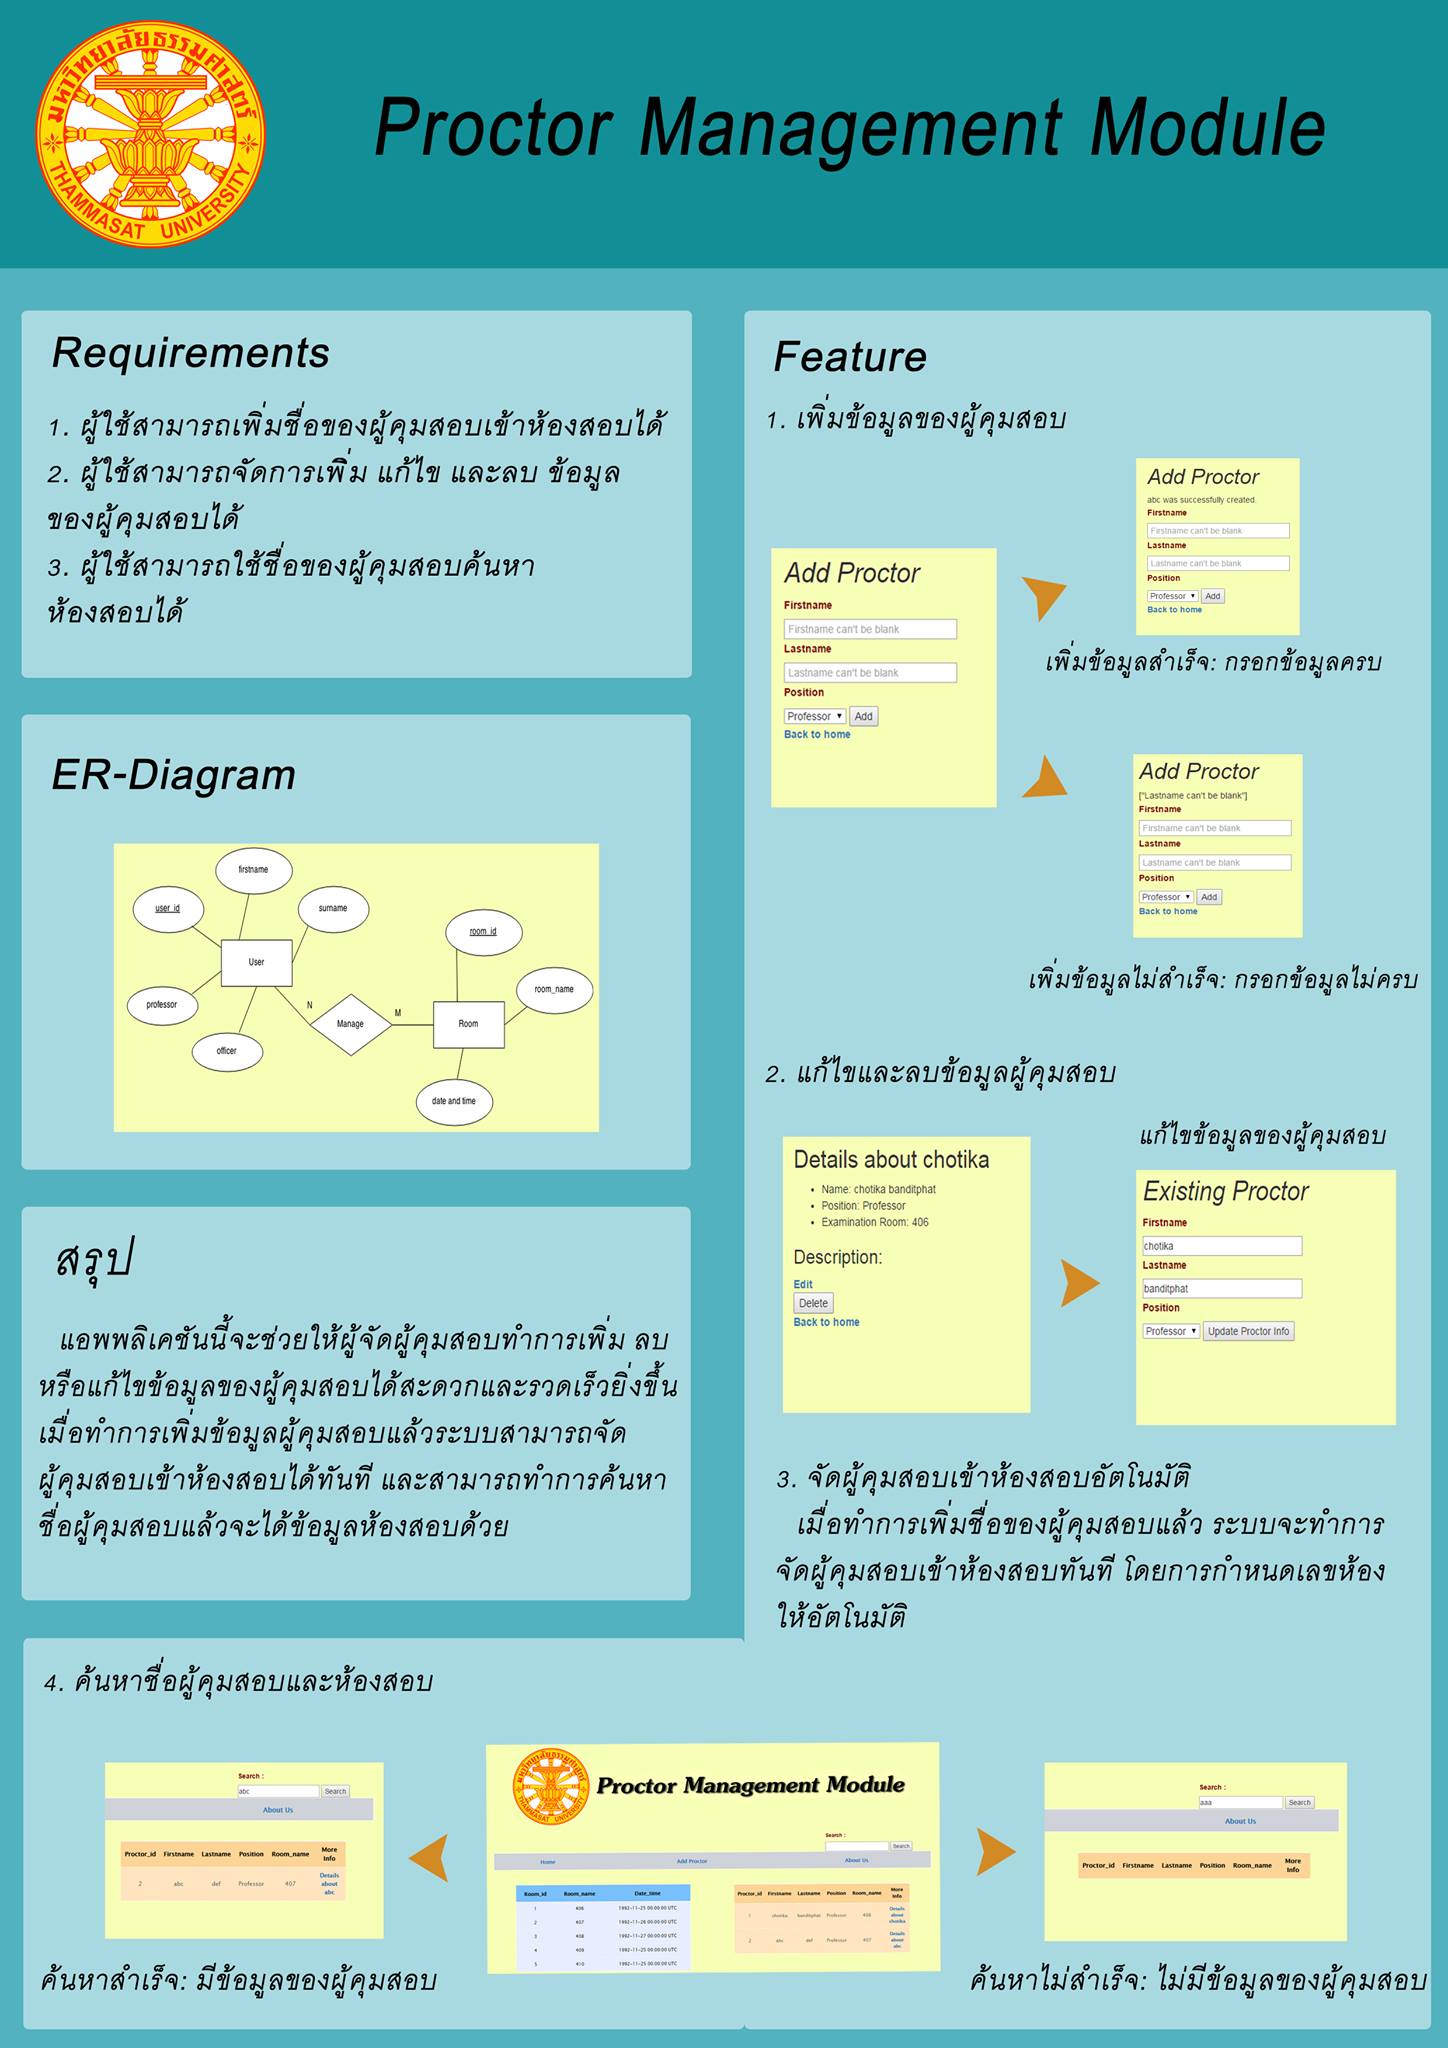 มหาวิทยาลัยธรรมศาสตร์
THAMMASAT UNIVERSITY
Proctor Management Module
Requirements
1. ผู้ใช้สามารถเพิ่มชื่อของผู้คุมสอบเข้าห้องสอบได้
2. ผู้ใช้สามารถจัดการเพิ่ม แก้ไข และลบ ข้อมูล
ของผู้คุมสอบได้
3. ผู้ใช้สามารถใช้ชื่อของผู้คุมสอบค้นหา
ห้องสอบได้
ER-Diagram
firstname
user_id
surname
User
professor
officer
N
Manage
M
room_id
room_name
Room
date and time
สรุป
แอพพลิเคชันนี้จะช่วยให้ผู้จัดผู้คุมสอบทำการเพิ่ม ลบ
หรือแก้ไขข้อมูลของผู้คุมสอบได้สะดวกและรวดเร็วยิ่งขึ้น
เมื่อทำการเพิ่มข้อมูลผู้คุมสอบแล้วระบบสามารถจัด
ผู้คุมสอบเข้าห้องสอบได้ทันที และสามารถทำการค้นหา
ชื่อผู้คุมสอบแล้วจะได้ข้อมูลห้องสอบด้วย
Feature
1. เพิ่มข้อมูลของผู้คุมสอบ
Add Proctor
Firstname
Firstname can't be blank
Lastname
Lastname can't be blank
Position
Professor Add
Back to home
Add Proctor
abc was successfully created.
Firstname
Firstname can't be blank
Lastname
Lastname can't be blank
Position
Professor Add
Back to home
เพิ่มข้อมูลสำเร็จ: กรอกข้อมูลครบ
Add Proctor
["Lastname can't be blank"]
Firstname
Firstname can't be blank
Lastname
Lastname can't be blank
Position
Professor Add
Back to home
เพิ่มข้อมูลไม่สำเร็จ: กรอกข้อมูลไม่ครบ
2. แก้ไขและลบข้อมูลผู้คุมสอบ
Details about chotika
• Name: chotika banditphat
• Position: Professor
• Examination Room: 406
Description:
Edit
Delete
Back to home
แก้ไขข้อมูลของผู้คุมสอบ
Existing Proctor
Firstname
chotika
Lastname
banditphat
Position
Professor Update Proctor Info
3. จัดผู้คุมสอบเข้าห้องสอบอัตโนมัติ
เมื่อทำการเพิ่มชื่อของผู้คุมสอบแล้ว ระบบจะทำการ
จัดผู้คุมสอบเข้าห้องสอบทันที โดยการกำหนดเลขห้อง
ให้อัตโนมัติ
4. ค้นหาชื่อผู้คุมสอบและห้องสอบ
Search :
abc Search
About Us
Proctor_id Firstname Lastname Position Room_name More Info
2 abc def Professor 407 Details about abc
ค้นหาสำเร็จ: มีข้อมูลของผู้คุมสอบ
มหาวิทยาลัยธรรมศาสตร์
THAMMASAT UNIVERSITY
Proctor Management Module
Search :
Search
Home Add Proctor About Us
Room_id Room_name Date_time
1 406 1992-11-25 00:00:00 UTC
2 407 1992-11-26 00:00:00 UTC
3 408 1992-11-27 00:00:00 UTC
4 409 1992-11-25 00:00:00 UTC
5 410 1992-11-25 00:00:00 UTC
Proctor_id Firstname Lastname Position Room_name More Info
1 chotika banditphat Professor 406 Details about chotika
2 abc def Professor 407 Details about abc
Search :
aaa Search
About Us
Proctor_id Firstname Lastname Position Room_name More Info
ค้นหาไม่สำเร็จ: ไม่มีข้อมูลของผู้คุมสอบ